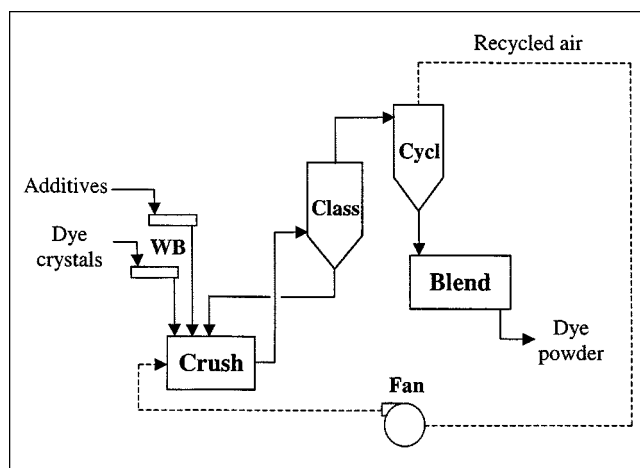 Recycled air
Cycl
Additives
Class
Dye
crystals
WB
Blend
Dye
powder
Crush
Fan